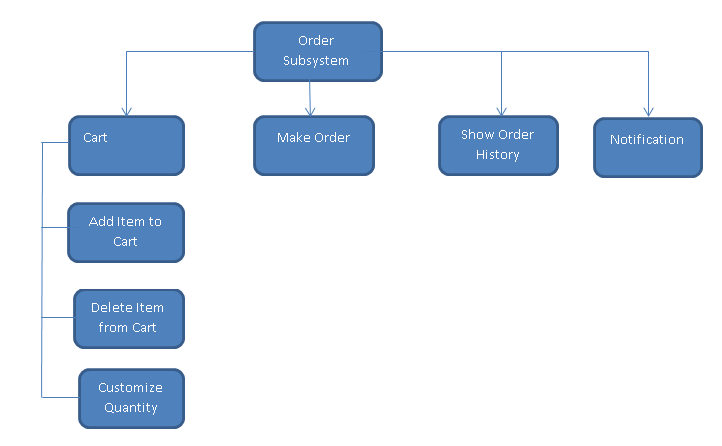 Order
Subsystem
Cart
Make Order
Show Order
History
Notification
Add Item to
Cart
Delete Item
from Cart
Customize
Quantity